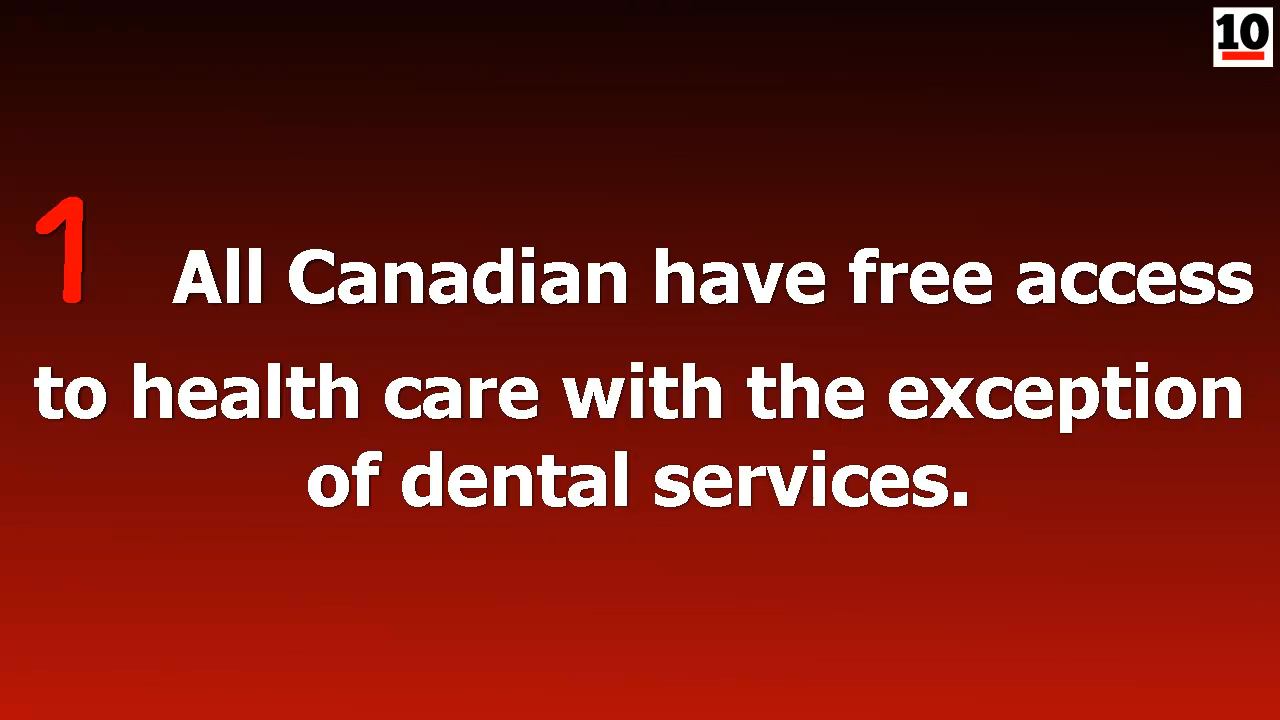 10
1 All Canadian have free access
to health care with the exception
of dental services.